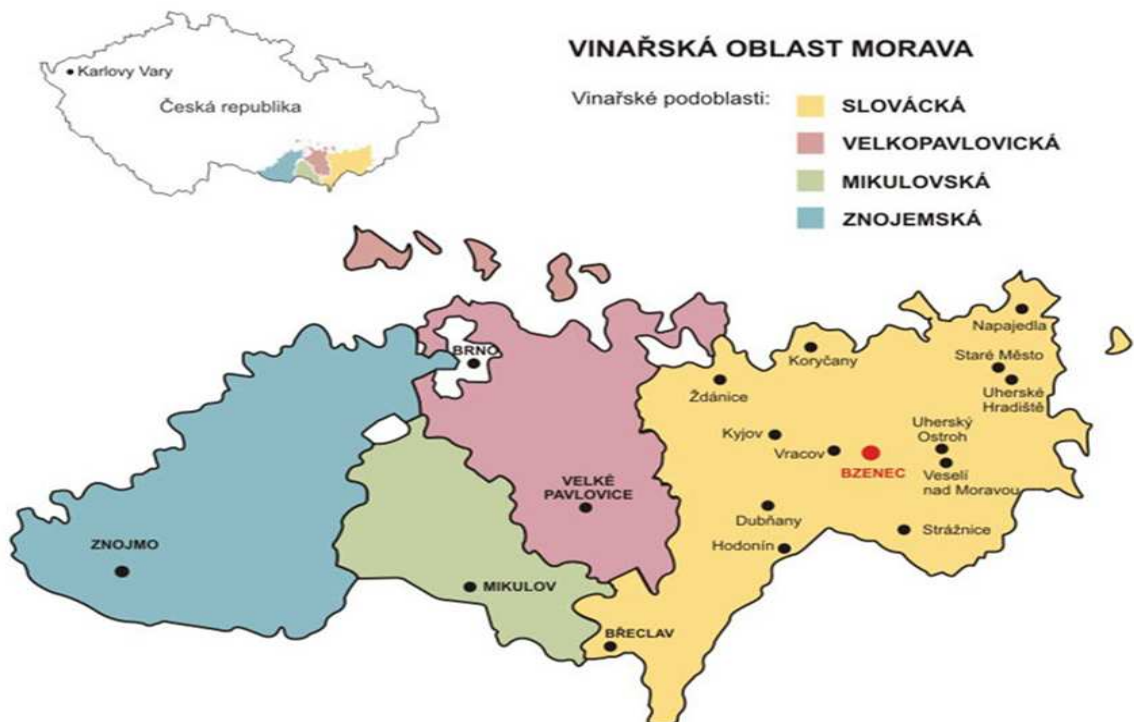 Karlovy Vary
Česká republika
VINAŘSKÁ OBLAST MORAVA
Vinařské podoblasti:
SLOVÁCKÁ
VELKOPAVLOVICKÁ
MIKULOVSKÁ
ZNOJEMSKÁ
Napajedla
BRNO
Koryčany
Staré Město
Ždánice
Uherské
Hradiště
Kyjov
Uherský
Ostroh
Vracov
BZENEC
Veselí
nad Moravou
VELKÉ
PAVLOVICE
Dubňany
Strážnice
Hodonín
ZNOJMO
MIKULOV
BŘECLAV